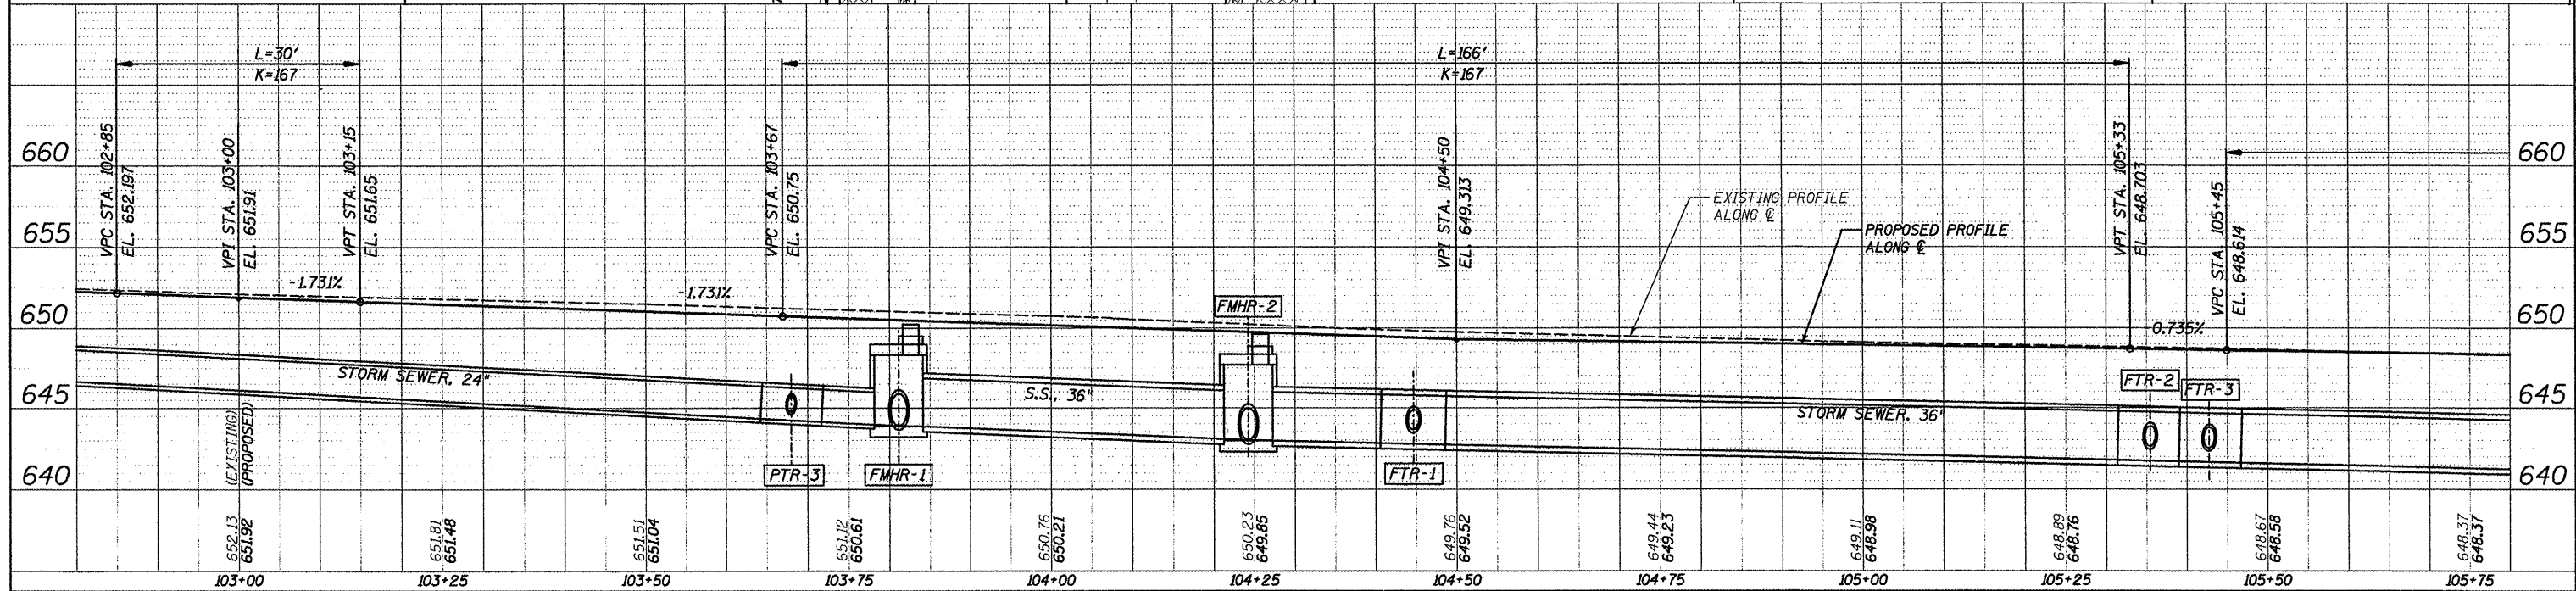 L=30'
K=167
L=166'
K=167
VPC STA. 102+85
EL. 652.197
VPI STA. 103+00
EL. 651.91
VPT STA. 103+15
EL. 651.65
VPC STA. 103+67
EL. 650.75
VPI STA. 104+50
EL. 649.313
VPT STA. 105+33
EL. 648.703
VPC STA. 105+45
EL. 648.614
660
660
655
655
650
650
645
645
640
640
EXISTING PROFILE
ALONG ℄
PROPOSED PROFILE
ALONG ℄
-1.731%
-1.731%
0.735%
FMHR-2
STORM SEWER, 24"
S.S., 36"
STORM SEWER, 36"
FTR-2
FTR-3
PTR-3
FMHR-1
FTR-1
(EXISTING)
(PROPOSED)
652.13
651.92
651.81
651.48
651.51
651.04
651.12
650.61
650.76
650.21
650.23
649.85
649.76
649.52
649.44
649.23
649.11
648.98
648.89
648.76
648.67
648.58
648.37
648.37
103+00
103+25
103+50
103+75
104+00
104+25
104+50
104+75
105+00
105+25
105+50
105+75